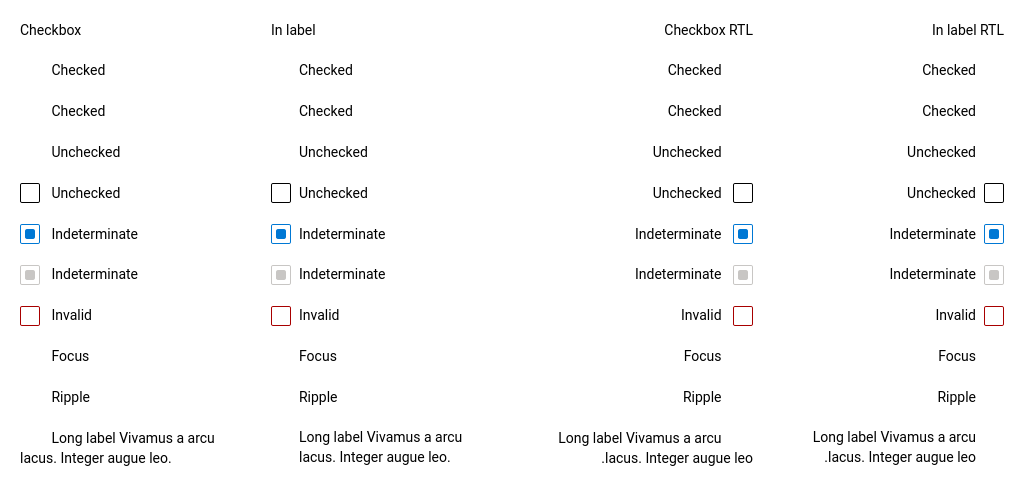 Checkbox In label Checkbox RTL In label RTL
Checked Checked Checked Checked
Checked Checked Checked Checked
Unchecked Unchecked Unchecked Unchecked
Unchecked Unchecked Unchecked Unchecked
Indeterminate Indeterminate Indeterminate Indeterminate
Indeterminate Indeterminate Indeterminate Indeterminate
Invalid Invalid Invalid Invalid
Focus Focus Focus Focus
Ripple Ripple Ripple Ripple
Long label Vivamus a arcu Long label Vivamus a arcu Long label Vivamus a arcu Long label Vivamus a arcu
lacus. Integer augue leo. lacus. Integer augue leo. .lacus. Integer augue leo .lacus. Integer augue leo